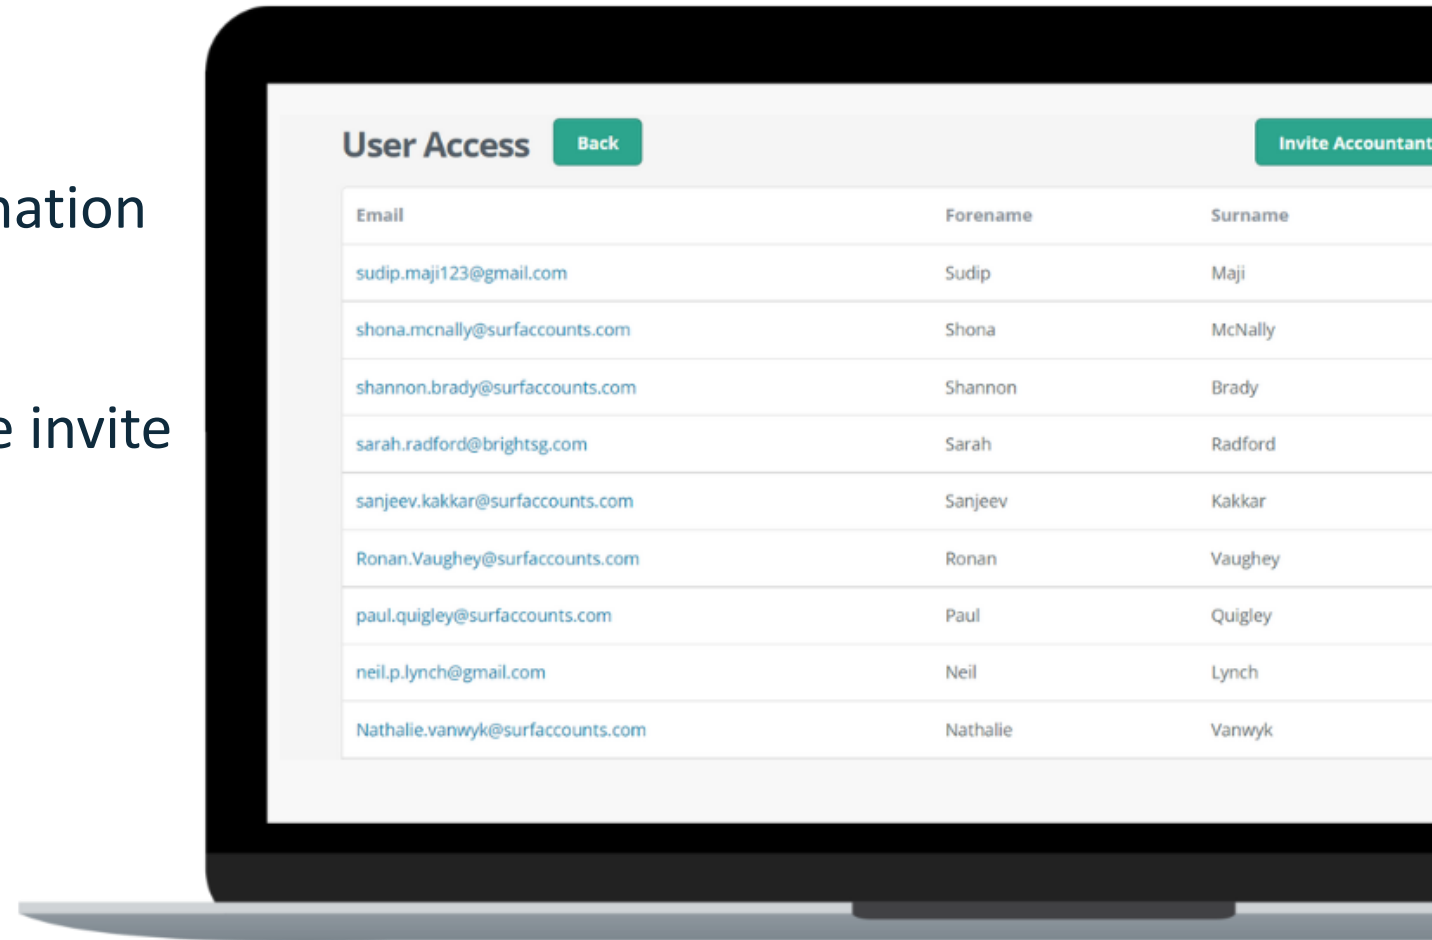 nation
e invite
User Access Back Invite Accountant
Email Forename Surname
sudip.maji123@gmail.com Sudip Maji
shona.mcnally@surfaccounts.com Shona McNally
shannon.brady@surfaccounts.com Shannon Brady
sarah.radford@brightsg.com Sarah Radford
sanjeev.kakkar@surfaccounts.com Sanjeev Kakkar
Ronan.Vaughey@surfaccounts.com Ronan Vaughey
paul.quigley@surfaccounts.com Paul Quigley
neil.p.lynch@gmail.com Neil Lynch
Nathalie.vanwyk@surfaccounts.com Nathalie Vanwyk